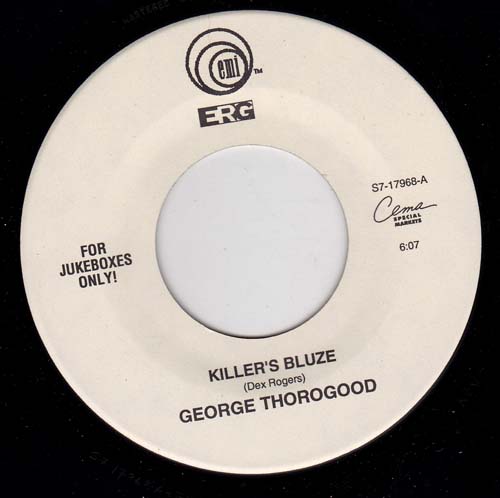 emi TM
ERG
S7-17968-A
Cema
SPECIAL
MARKETS
6:07
FOR
JUKEBOXES
ONLY!
KILLER'S BLUZE
(Dex Rogers)
GEORGE THOROGOOD